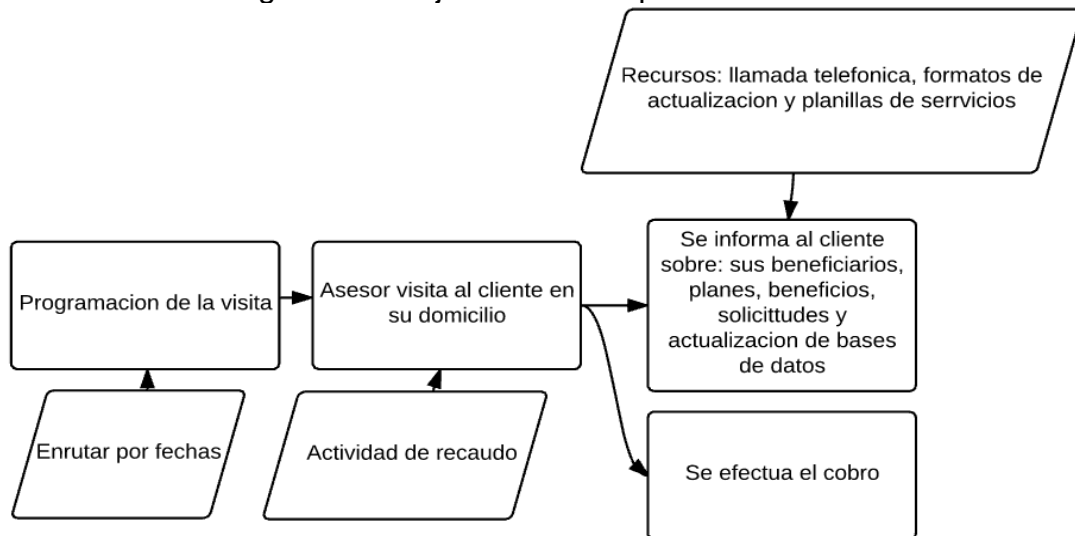 Recursos: llamada telefonica, formatos de
actualizacion y planillas de serrvicios
Programacion de la visita
Asesor visita al cliente en
su domicilio
Se informa al cliente
sobre: sus beneficiarios,
planes, beneficios,
solicittudes y
actualizacion de bases
de datos
Enrutar por fechas
Actividad de recaudo
Se efectua el cobro